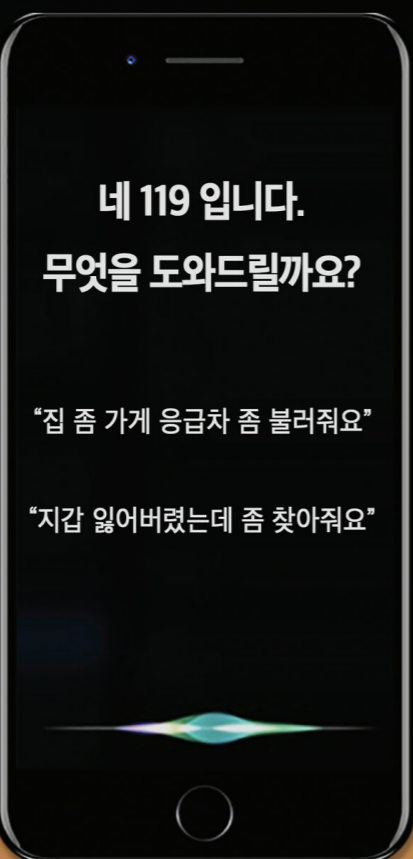 네 119 입니다.
무엇을 도와드릴까요?
“집 좀 가게 응급차 좀 불러줘요”
“지갑 잃어버렸는데 좀 찾아줘요”